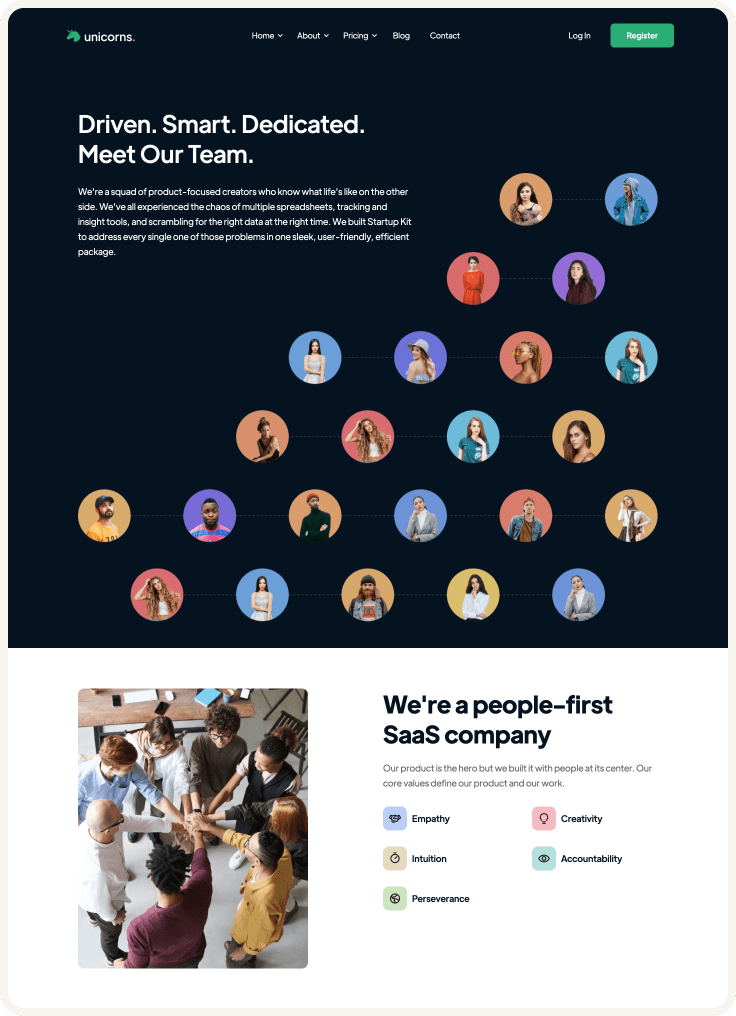 unicorns.
Home
About
Pricing
Blog
Contact
Log In
Register
Driven. Smart. Dedicated.
Meet Our Team.
We're a squad of product-focused creators who know what life's like on the other
side. We've all experienced the chaos of multiple spreadsheets, tracking and
insight tools, and scrambling for the right data at the right time. We built Startup Kit
to address every single one of those problems in one sleek, user-friendly, efficient
package.
We're a people-first
SaaS company
Our product is the hero but we built it with people at its center. Our
core values define our product and our work.
Empathy
Creativity
Intuition
Accountability
Perseverance